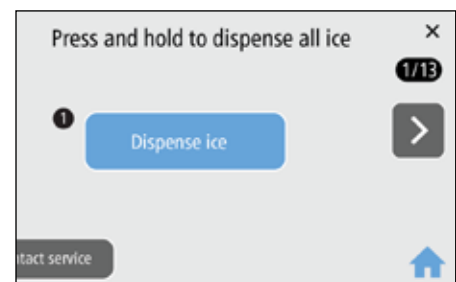 Press and hold to dispense all ice
×
1/13
1 Dispense ice
>
ntact service